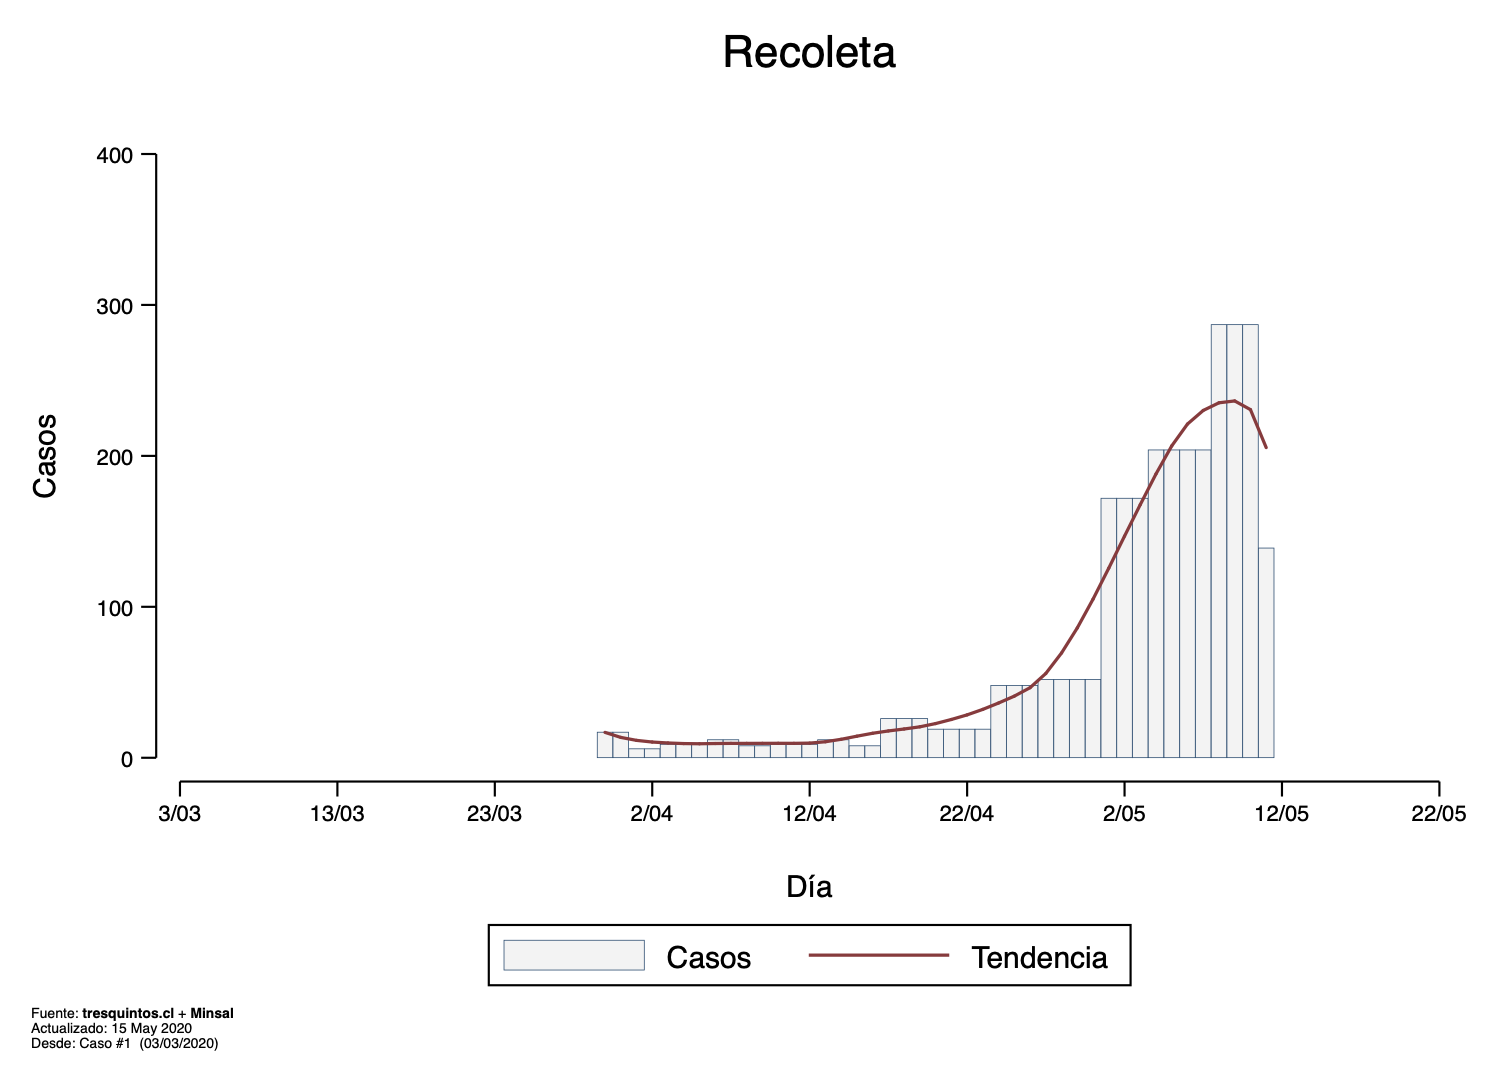 Recoleta
400
300
200
100
0
Casos
3/03 13/03 23/03 2/04 12/04 22/04 2/05 12/05 22/05
Día
Casos Tendencia
Fuente: tresquintos.cl + Minsal
Actualizado: 15 May 2020
Desde: Caso #1 (03/03/2020)